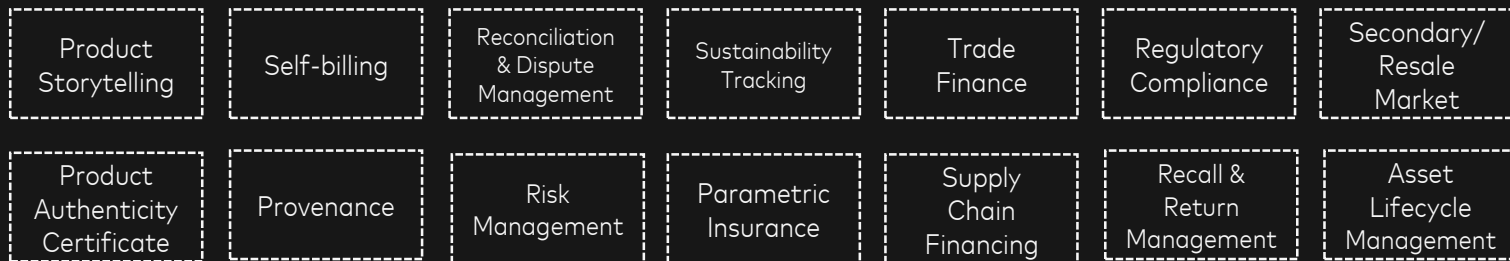 Product
Storytelling
Self-billing
Reconciliation
& Dispute
Management
Sustainability
Tracking
Trade
Finance
Regulatory
Compliance
Secondary/
Resale
Market
Product
Authenticity
Certificate
Provenance
Risk
Management
Parametric
Insurance
Supply
Chain
Financing
Recall &
Return
Management
Asset
Lifecycle
Management